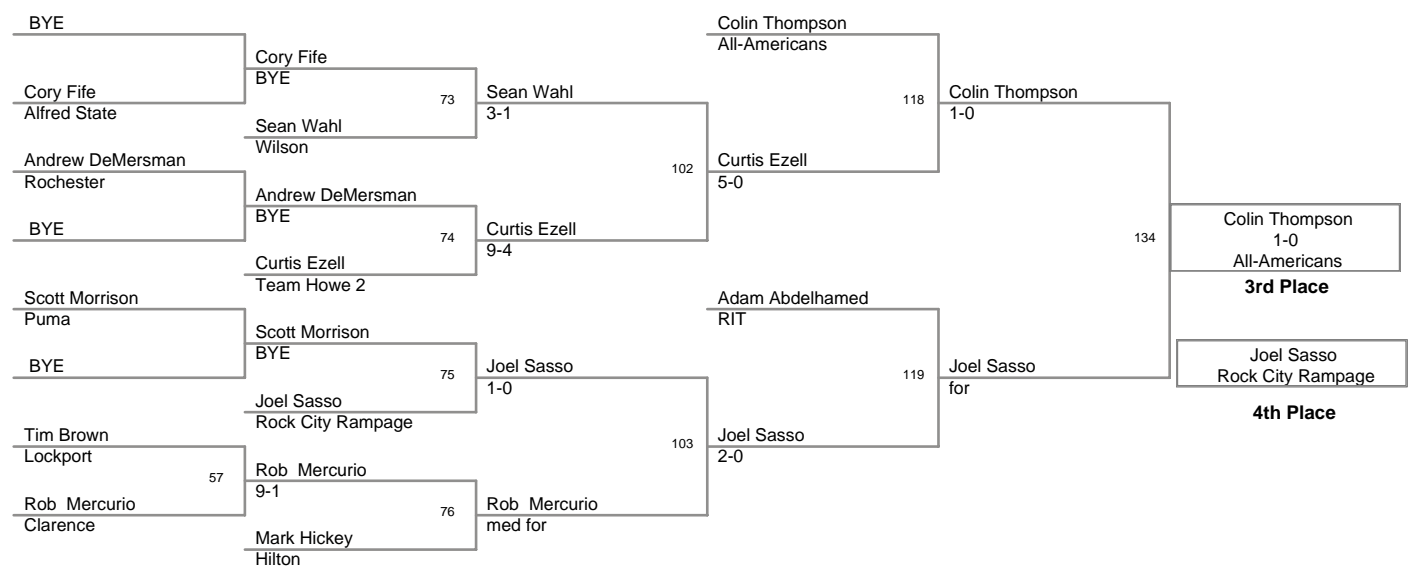 BYE
Cory Fife
BYE
Cory Fife
Alfred State
73
Sean Wahl
3-1
Sean Wahl
Wilson
Andrew DeMersman
Rochester
Andrew DeMersman
BYE
BYE
74
Curtis Ezell
9-4
Curtis Ezell
Team Howe 2
102
Scott Morrison
Puma
Scott Morrison
BYE
BYE
75
Joel Sasso
1-0
Joel Sasso
Rock City Rampage
Tim Brown
Lockport
57
Rob Mercurio
9-1
Rob Mercurio
Clarence
76
Rob Mercurio
med for
Mark Hickey
Hilton
103
Colin Thompson
All-Americans
118
Curtis Ezell
5-0
Colin Thompson
1-0
Adam Abdelhamed
RIT
119
Joel Sasso
2-0
Joel Sasso
for
134
Colin Thompson
1-0
All-Americans
3rd Place
Joel Sasso
Rock City Rampage
4th Place